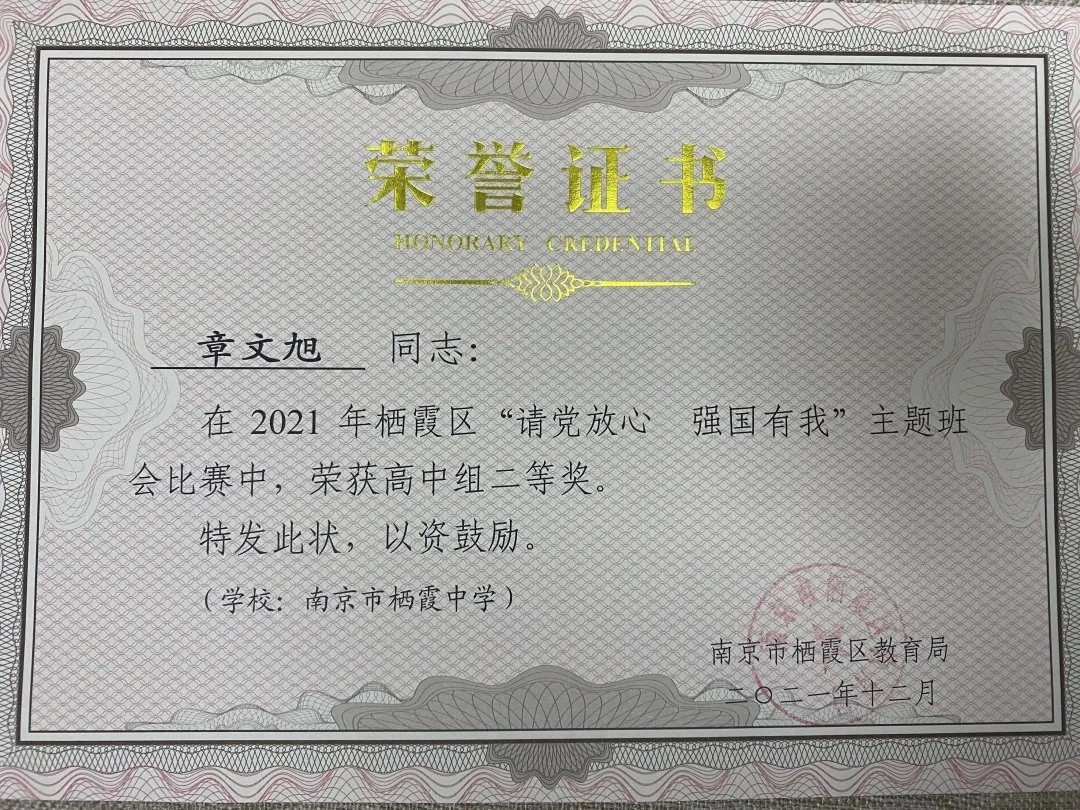 荣誉证书
HONORARY CREDENTIAL
章文旭 同志：
在 2021 年栖霞区“请党放心 强国有我”主题班
会比赛中，荣获高中组二等奖。
特发此状，以资鼓励。
（学校：南京市栖霞中学）
南京市栖霞区教育局
二〇二一年十二月